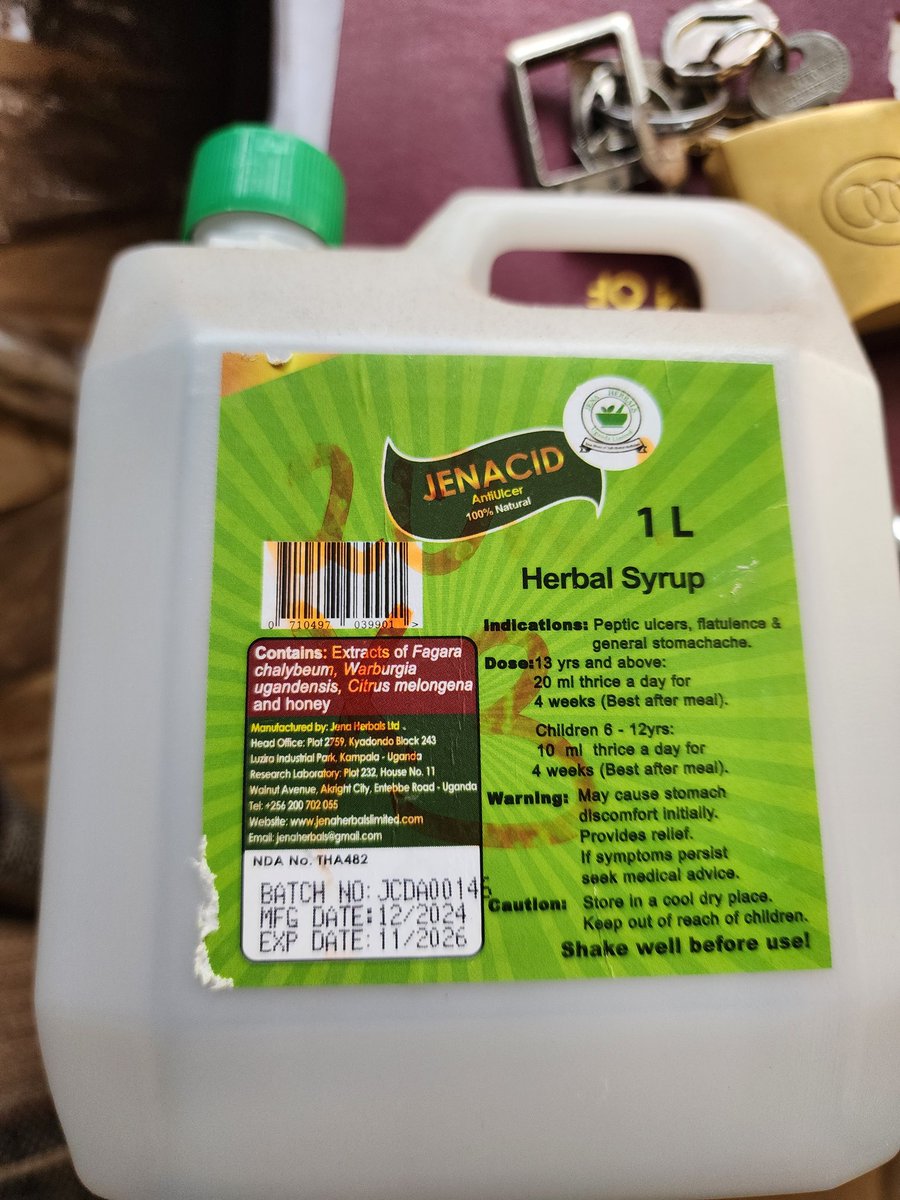 OF
JENA HERBALS
JENACID
AntiUlcer
100% Natural
1 L
Herbal Syrup
0 710497 039901 >
Contains: Extracts of Fagara
chalybeum, Warburgia
ugandensis, Citrus melongena
and honey
Manufactured by: Jena Herbals Ltd .
Head Office: Plot 2759, Kyadondo Block 243
Luzira Industrial Park, Kampala - Uganda
Research Laboratory: Plot 232, House No. 11
Walnut Avenue, Akright City, Entebbe Road - Uganda
Tel: +256 200 702 055
Website: www.jenaherbalslimited.com
Email: jenaherbals@gmail.com
NDA No. THA482
BATCH NO: JCDA00145
MFG DATE: 12/2024
EXP DATE: 11/2026
Indications: Peptic ulcers, flatulence &
general stomachache.
Dose:13 yrs and above:
20 ml thrice a day for
4 weeks (Best after meal).
Children 6 - 12yrs:
10 ml thrice a day for
4 weeks (Best after meal).
Warning: May cause stomach
discomfort initially.
Provides relief.
If symptoms persist
seek medical advice.
Caution: Store in a cool dry place.
Keep out of reach of children.
Shake well before use!